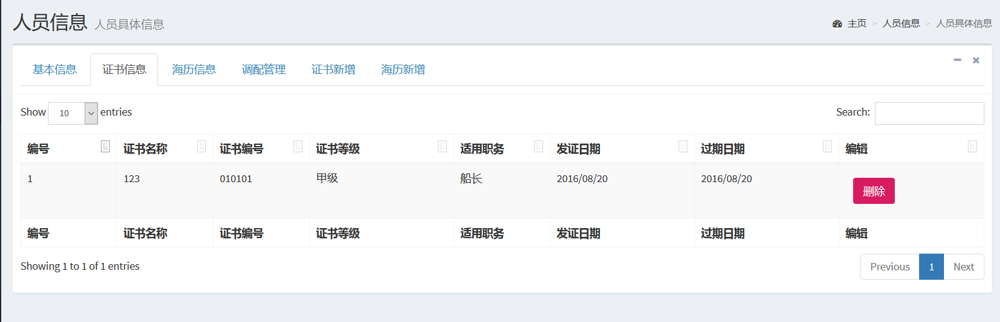 人员信息 人员具体信息
主页 > 人员信息 > 人员具体信息
基本信息 证书信息 海历信息 调配管理 证书新增 海历新增
Show 10 entries Search:
编号 证书名称 证书编号 证书等级 适用职务 发证日期 过期日期 编辑
1 123 010101 甲级 船长 2016/08/20 2016/08/20 删除
编号 证书名称 证书编号 证书等级 适用职务 发证日期 过期日期 编辑
Showing 1 to 1 of 1 entries Previous 1 Next